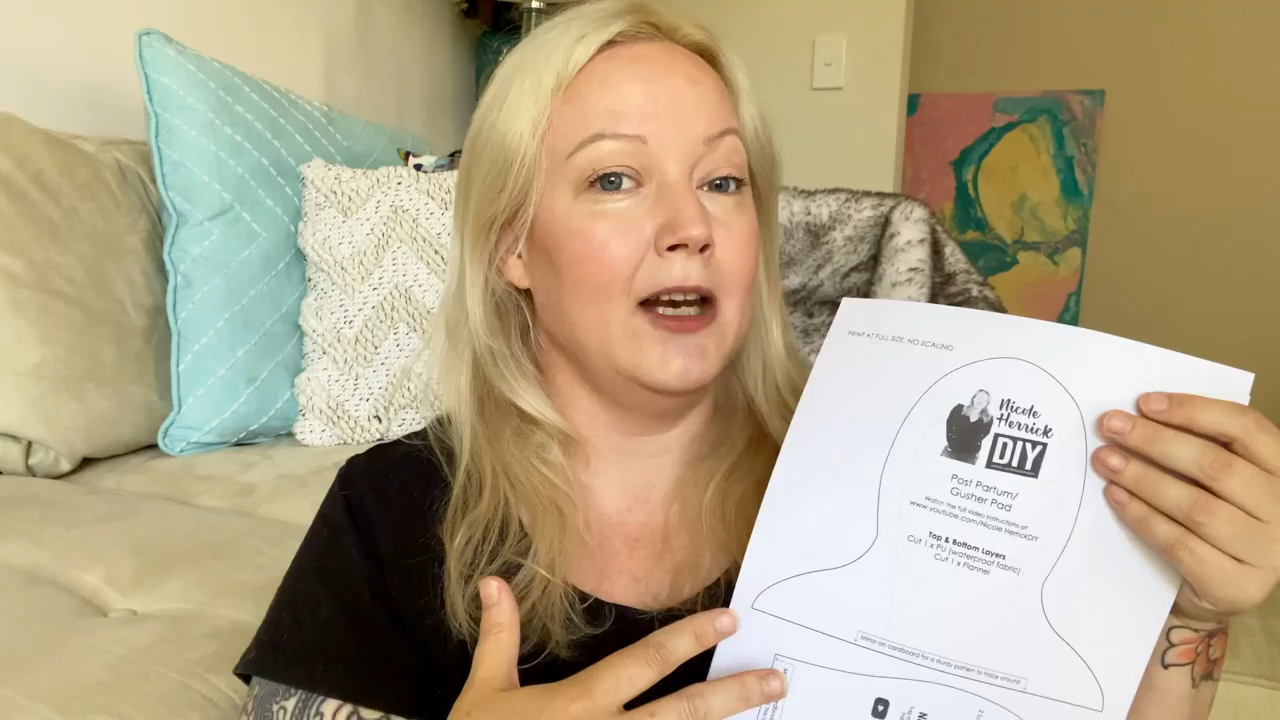 PRINT AT FULL SIZE, NO SCALING
Nicole
Herrick
DIY
Post Partum/
Gusher Pad
Watch the full video instructions at:
www.youtube.com/Nicole HerrickDIY
Top & Bottom Layers
Cut 1 x PU (waterproof fabric)
Cut 1 x Flannel
Mirror on cardboard for a sturdy pattern to trace around